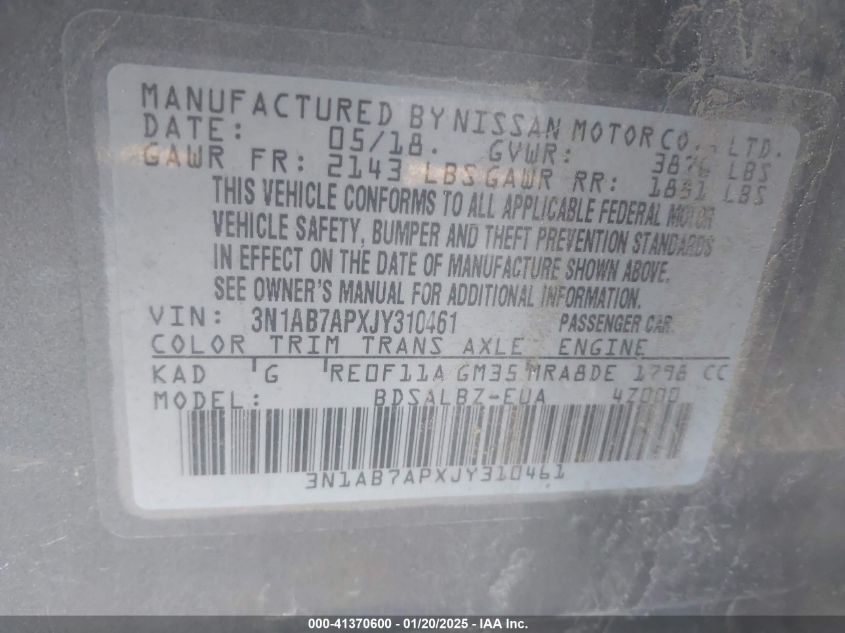 MANUFACTURED BY NISSAN MOTOR CO., LTD.
DATE: 05/18. GVWR: LBS
GAWR FR: 2143 LBS GAWR RR: LBS
THIS VEHICLE CONFORMS TO ALL APPLICABLE FEDERAL MOTOR
VEHICLE SAFETY, BUMPER AND THEFT PREVENTION STANDARDS
IN EFFECT ON THE DATE OF MANUFACTURE SHOWN ABOVE.
SEE OWNER'S MANUAL FOR ADDITIONAL INFORMATION.
VIN: 3N1AB7APXJY310461 PASSENGER CAR
COLOR TRIM TRANS AXLE ENGINE
KAD G RE0F11A GM35 MRA8DE 1798 CC
MODEL: BDSALBZ-EUA 47000
3N1AB7APXJY310461
000-41370600 - 01/20/2025 - IAA Inc.